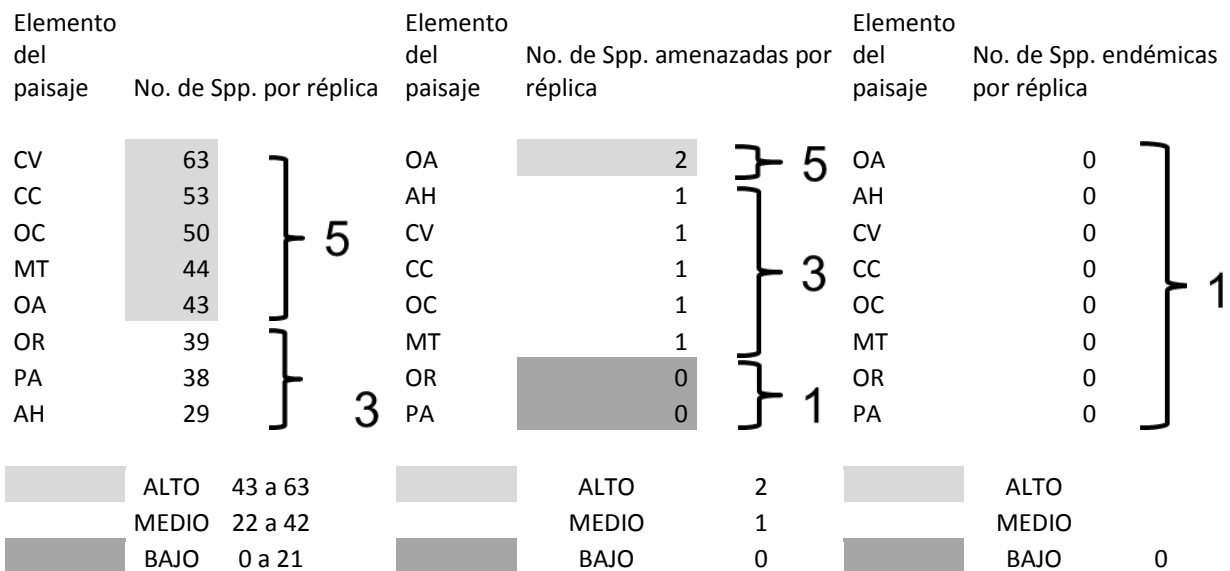 Elemento Elemento Elemento
del No. de Spp. amenazadas por del No. de Spp. endémicas
paisaje No. de Spp. por réplica paisaje réplica paisaje por réplica
CV 63 OA 2 5 OA 0
CC 53 AH 1 AH 0
OC 50 5 CV 1 CV 0
MT 44 CC 1 3 CC 0 1
OA 43 OC 1 OC 0
OR 39 MT 1 MT 0
PA 38 OR 0 OR 0
AH 29 3 PA 0 1 PA 0
ALTO 43 a 63 ALTO 2 ALTO
MEDIO 22 a 42 MEDIO 1 MEDIO
BAJO 0 a 21 BAJO 0 BAJO 0